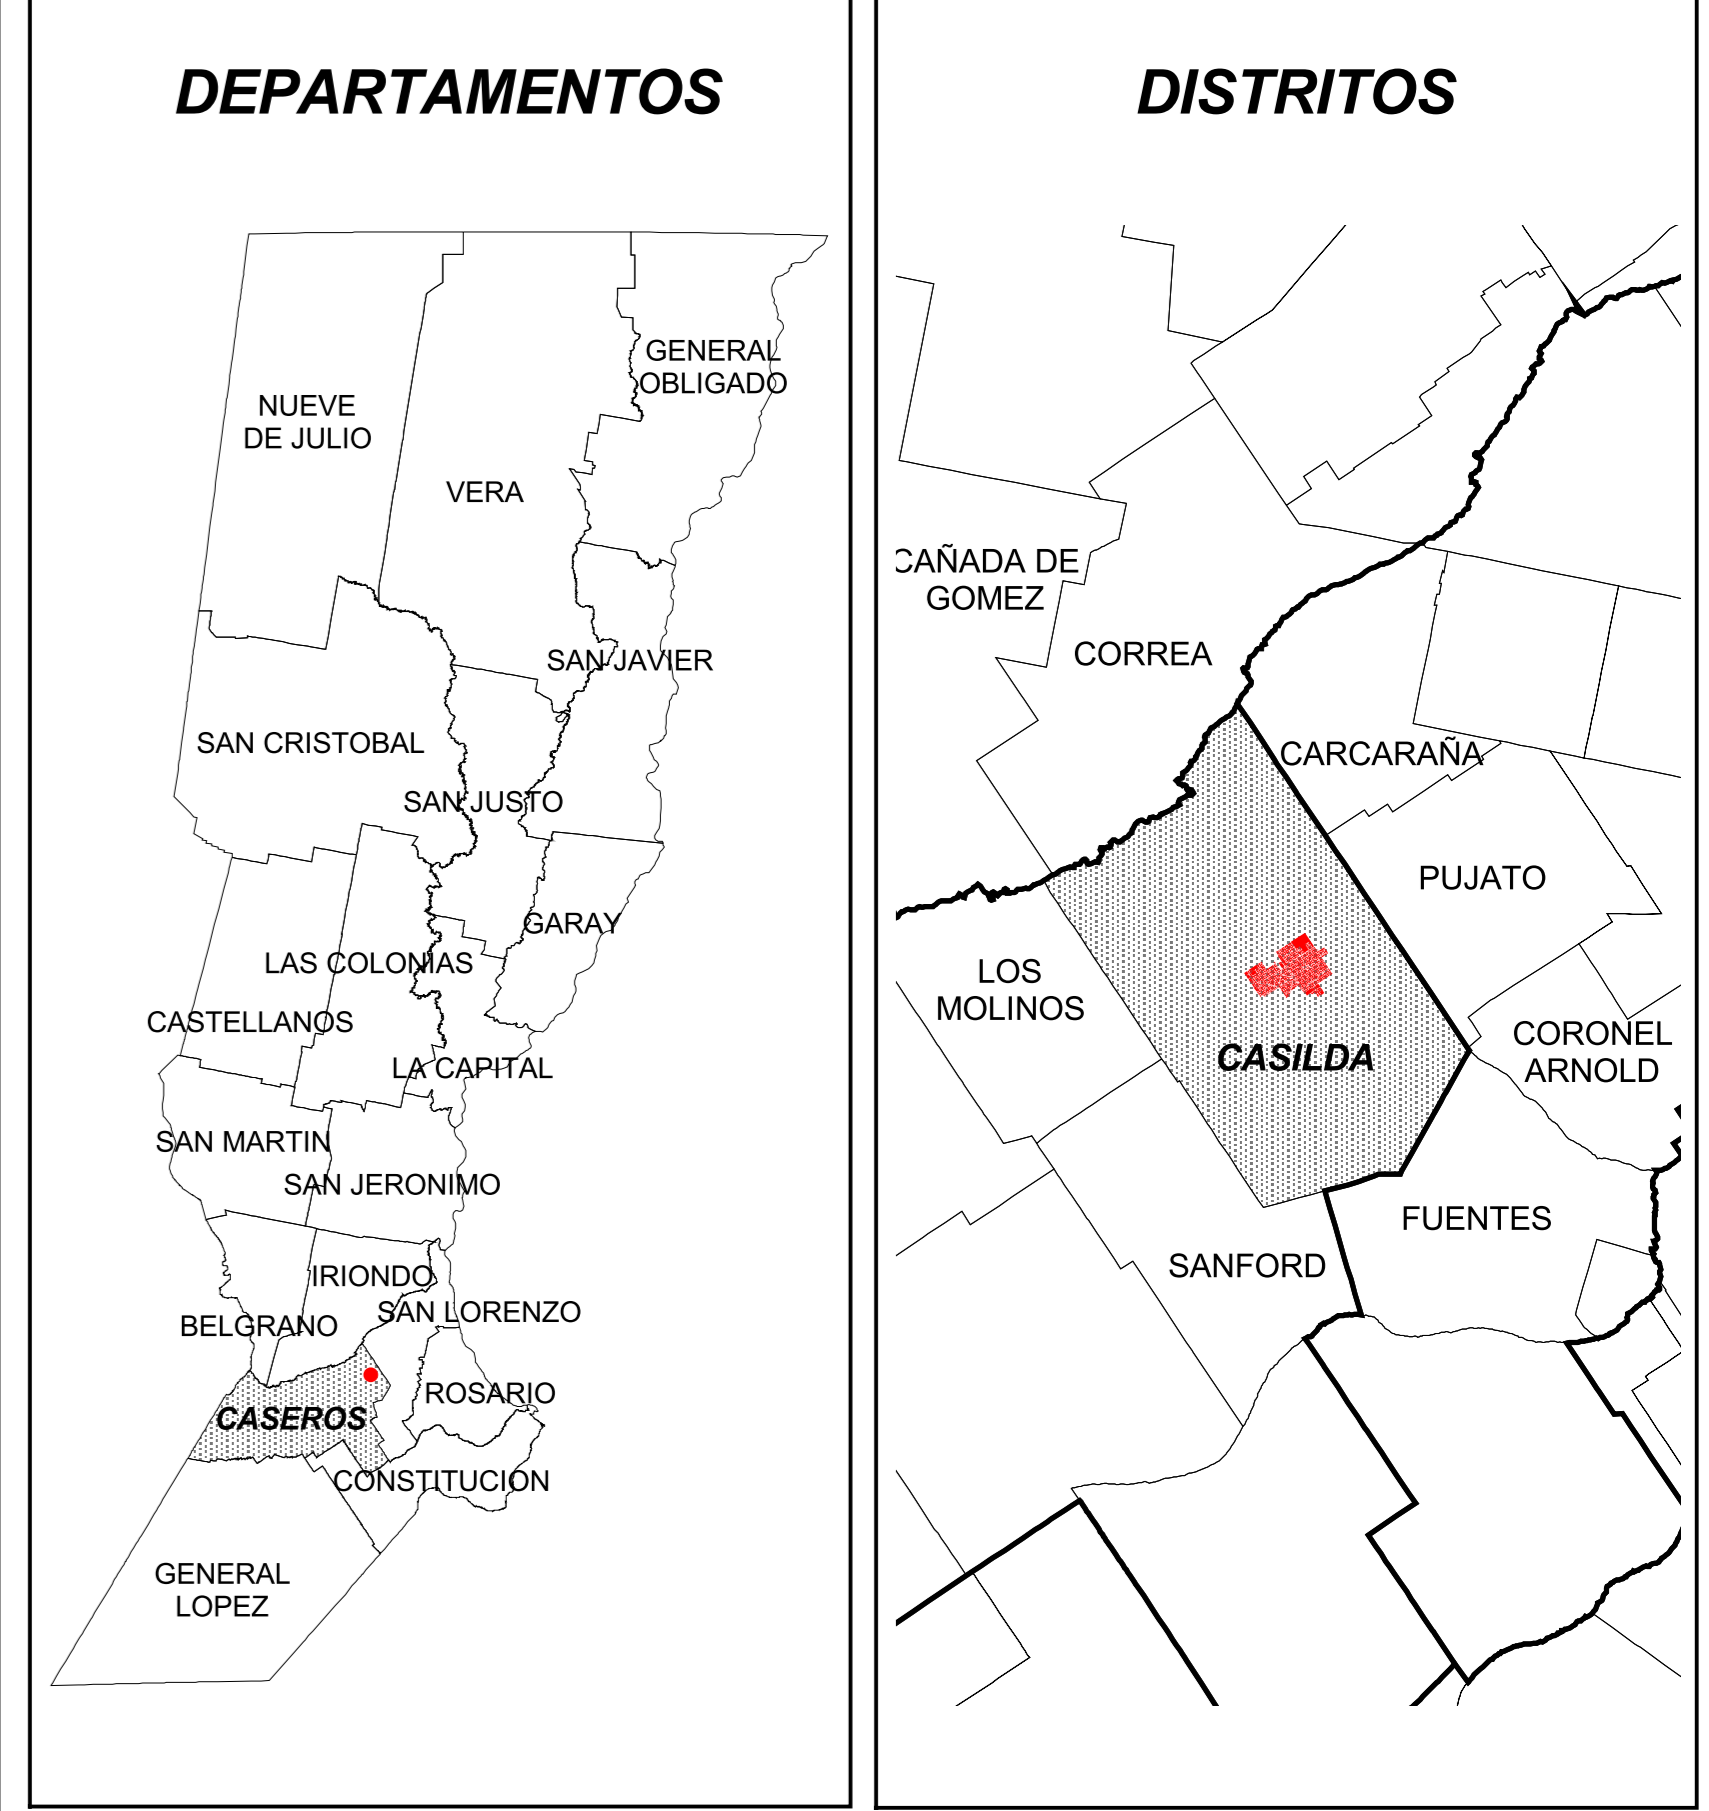 DEPARTAMENTOS
GENERAL
OBLIGADO
NUEVE
DE JULIO
VERA
SAN JAVIER
SAN CRISTOBAL
SAN JUSTO
GARAY
LAS COLONIAS
CASTELLANOS
LA CAPITAL
SAN MARTIN
SAN JERONIMO
IRIONDO
SAN LORENZO
BELGRANO
ROSARIO
CASEROS
CONSTITUCION
GENERAL
LOPEZ
DISTRITOS
CAÑADA DE
GOMEZ
CORREA
CARCARAÑA
PUJATO
LOS
MOLINOS
CORONEL
ARNOLD
CASILDA
FUENTES
SANFORD